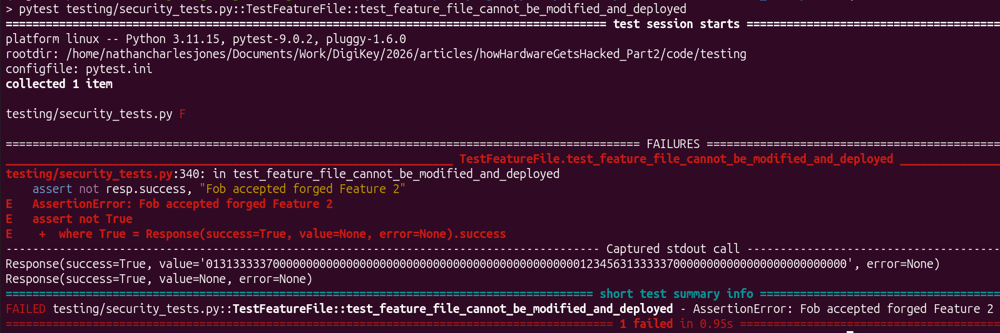 > pytest testing/security_tests.py::TestFeatureFile::test_feature_file_cannot_be_modified_and_deployed
========================================================================================== test session starts ======================================
platform linux -- Python 3.11.15, pytest-9.0.2, pluggy-1.6.0
rootdir: /home/nathancharlesjones/Documents/Work/DigiKey/2026/articles/howHardwareGetsHacked_Part2/code/testing
configfile: pytest.ini
collected 1 item
testing/security_tests.py F
=============================================================================================== FAILURES ============================================
___________________________________________________________________ TestFeatureFile.test_feature_file_cannot_be_modified_and_deployed _______________
testing/security_tests.py:340: in test_feature_file_cannot_be_modified_and_deployed
    assert not resp.success, "Fob accepted forged Feature 2"
E   AssertionError: Fob accepted forged Feature 2
E   assert not True
E    +  where True = Response(success=True, value=None, error=None).success
----------------------------------------------------------------------------------------- Captured stdout call --------------------------------------
Response(success=True, value='013133333700000000000000000000000000000000000000000000001234563133333700000000000000000000000000', error=None)
Response(success=True, value=None, error=None)
======================================================================================== short test summary info ====================================
FAILED testing/security_tests.py::TestFeatureFile::test_feature_file_cannot_be_modified_and_deployed - AssertionError: Fob accepted forged Feature 2
=========================================================================================== 1 failed in 0.95s =======================================